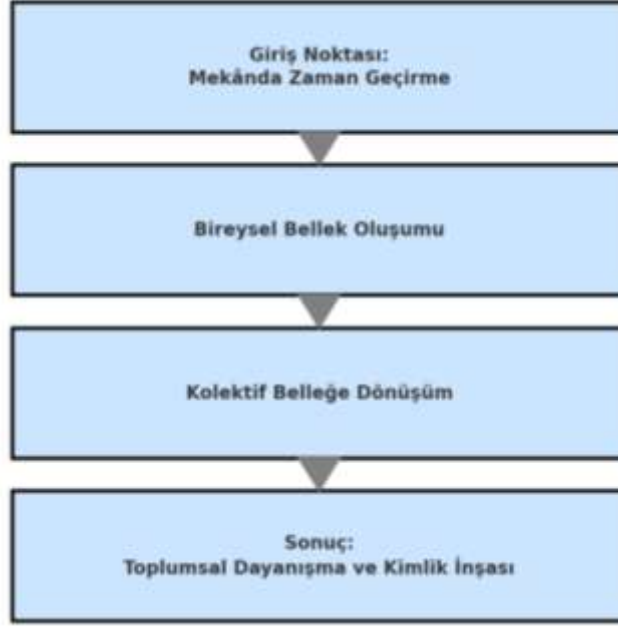 Giriş Noktası:
Mekânda Zaman Geçirme
Bireysel Bellek Oluşumu
Kolektif Belleğe Dönüşüm
Sonuç:
Toplumsal Dayanışma ve Kimlik İnşası